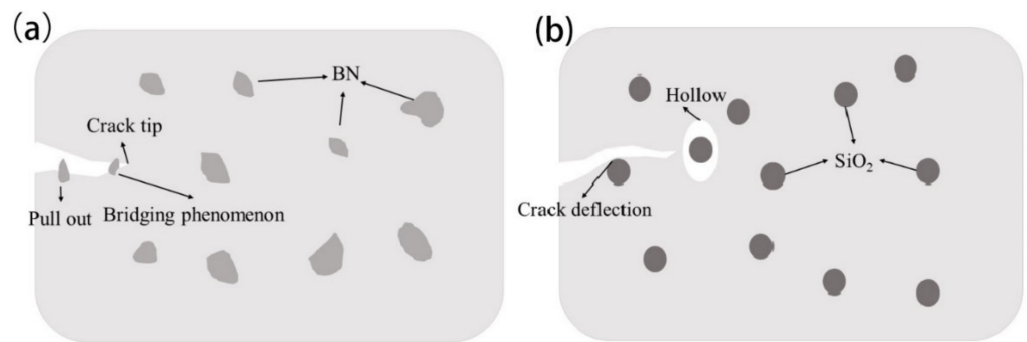 (a)
BN
Crack tip
Pull out
Bridging phenomenon
(b)
Hollow
SiO₂
Crack deflection